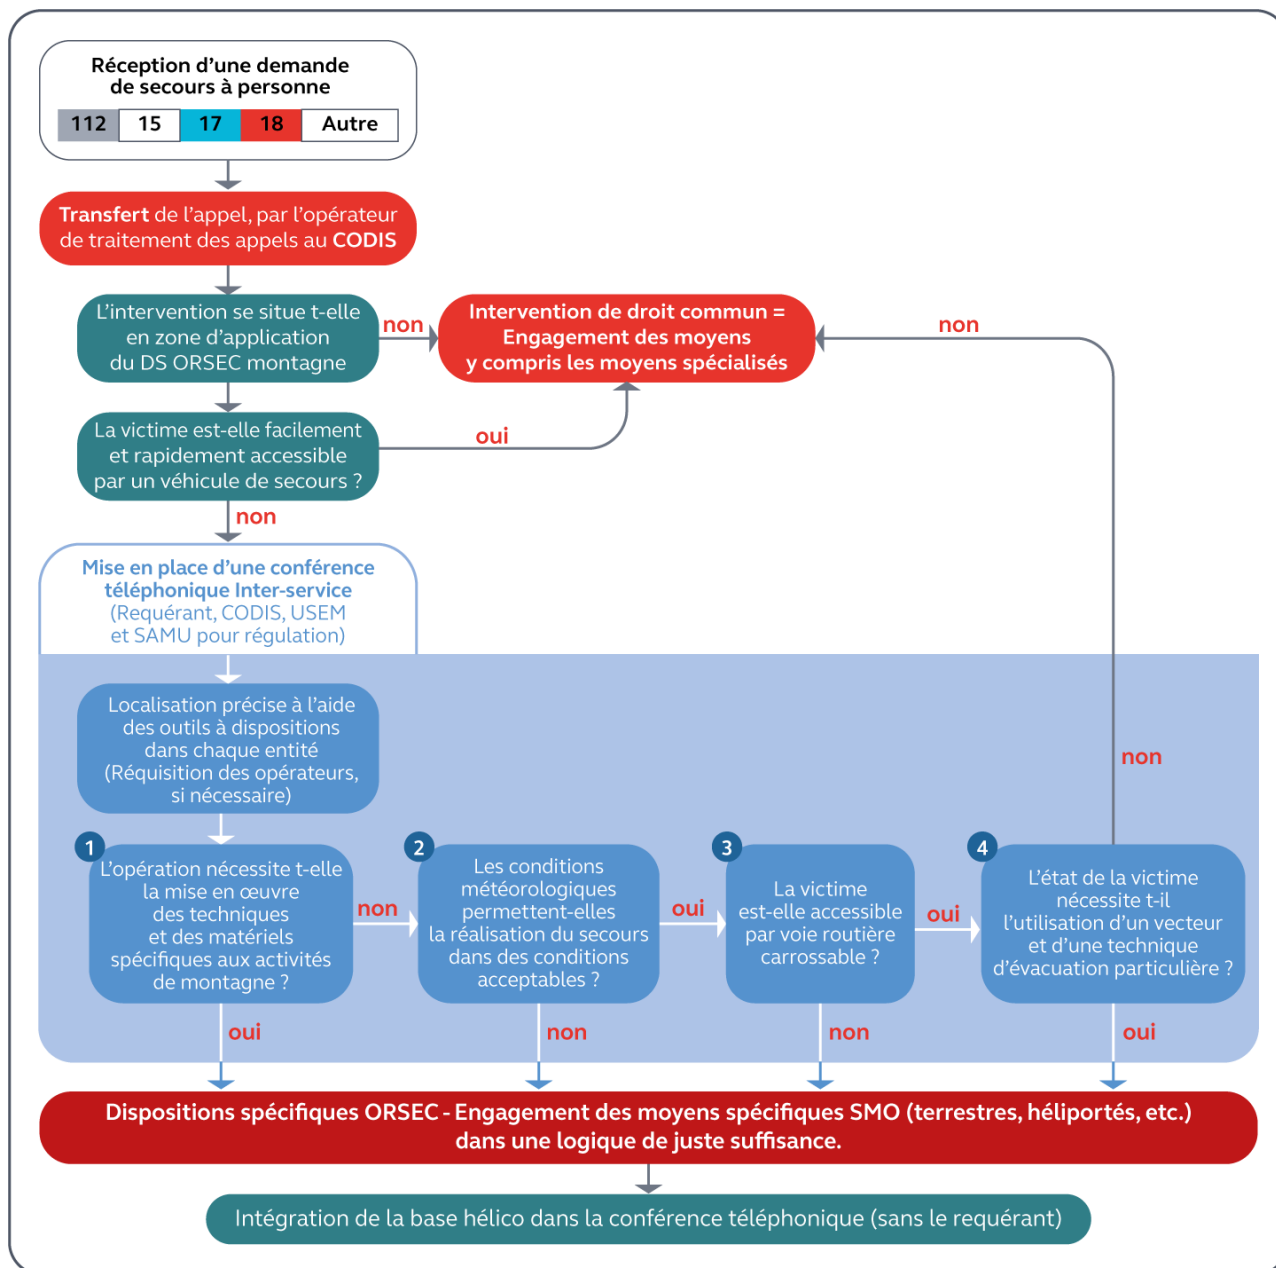 Réception d'une demande
de secours à personne
112 15 17 18 Autre
Transfert de l'appel, par l'opérateur
de traitement des appels au CODIS
L'intervention se situe t-elle
en zone d'application
du DS ORSEC montagne
non
Intervention de droit commun =
Engagement des moyens
y compris les moyens spécialisés
non
La victime est-elle facilement
et rapidement accessible
par un véhicule de secours ?
oui
non
Mise en place d'une conférence
téléphonique Inter-service
(Requérant, CODIS, USEM
et SAMU pour régulation)
Localisation précise à l'aide
des outils à dispositions
dans chaque entité
(Réquisition des opérateurs,
si nécessaire)
non
1
L'opération nécessite t-elle
la mise en œuvre
des techniques
et des matériels
spécifiques aux activités
de montagne ?
non
2
Les conditions
météorologiques
permettent-elles
la réalisation du secours
dans des conditions
acceptables ?
oui
3
La victime
est-elle accessible
par voie routière
carrossable ?
oui
4
L'état de la victime
nécessite t-il
l'utilisation d'un vecteur
et d'une technique
d'évacuation particulière ?
oui
non
non
oui
Dispositions spécifiques ORSEC - Engagement des moyens spécifiques SMO (terrestres, héliportés, etc.)
dans une logique de juste suffisance.
Intégration de la base hélico dans la conférence téléphonique (sans le requérant)